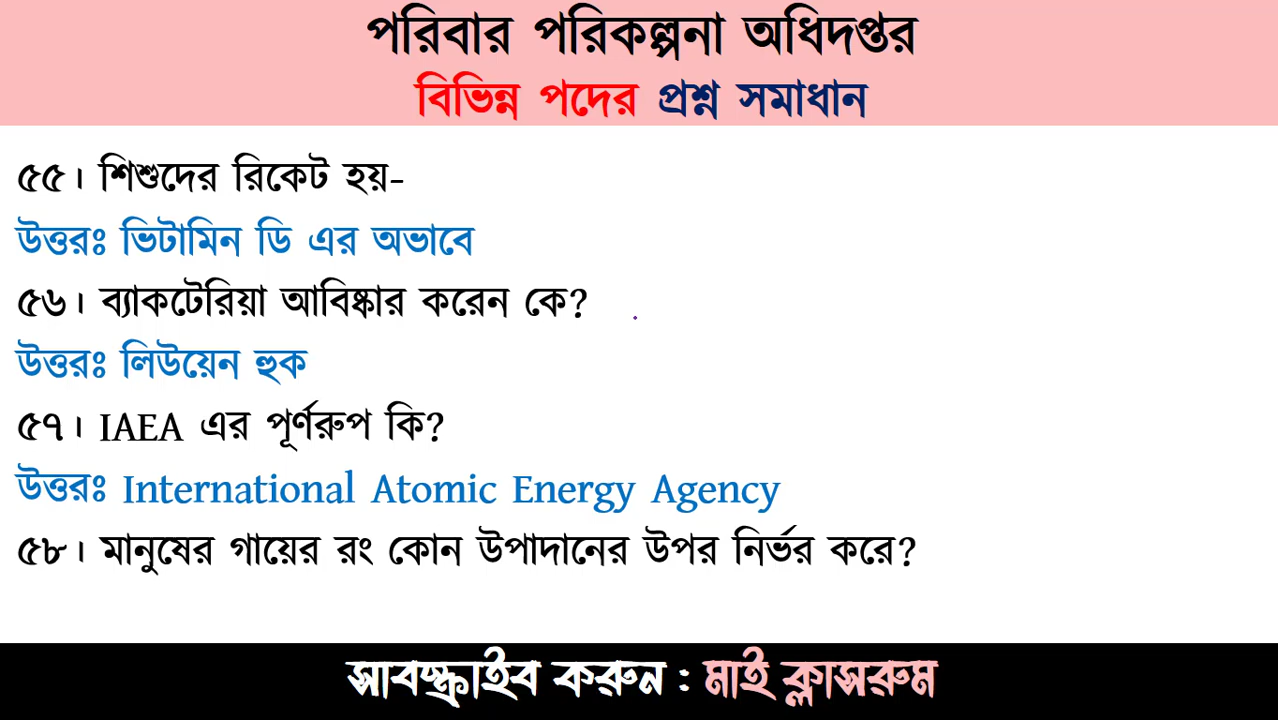 পরিবার পরিকল্পনা অধিদপ্তর
বিভিন্ন পদের প্রশ্ন সমাধান
৫৫। শিশুদের রিকেট হয়-
উত্তরঃ ভিটামিন ডি এর অভাবে
৫৬। ব্যাকটেরিয়া আবিষ্কার করেন কে?
উত্তরঃ লিউয়েন হুক
৫৭। IAEA এর পূর্ণরুপ কি?
উত্তরঃ International Atomic Energy Agency
৫৮। মানুষের গায়ের রং কোন উপাদানের উপর নির্ভর করে?
সাবস্ক্রাইব করুন : মাই ক্লাসরুম